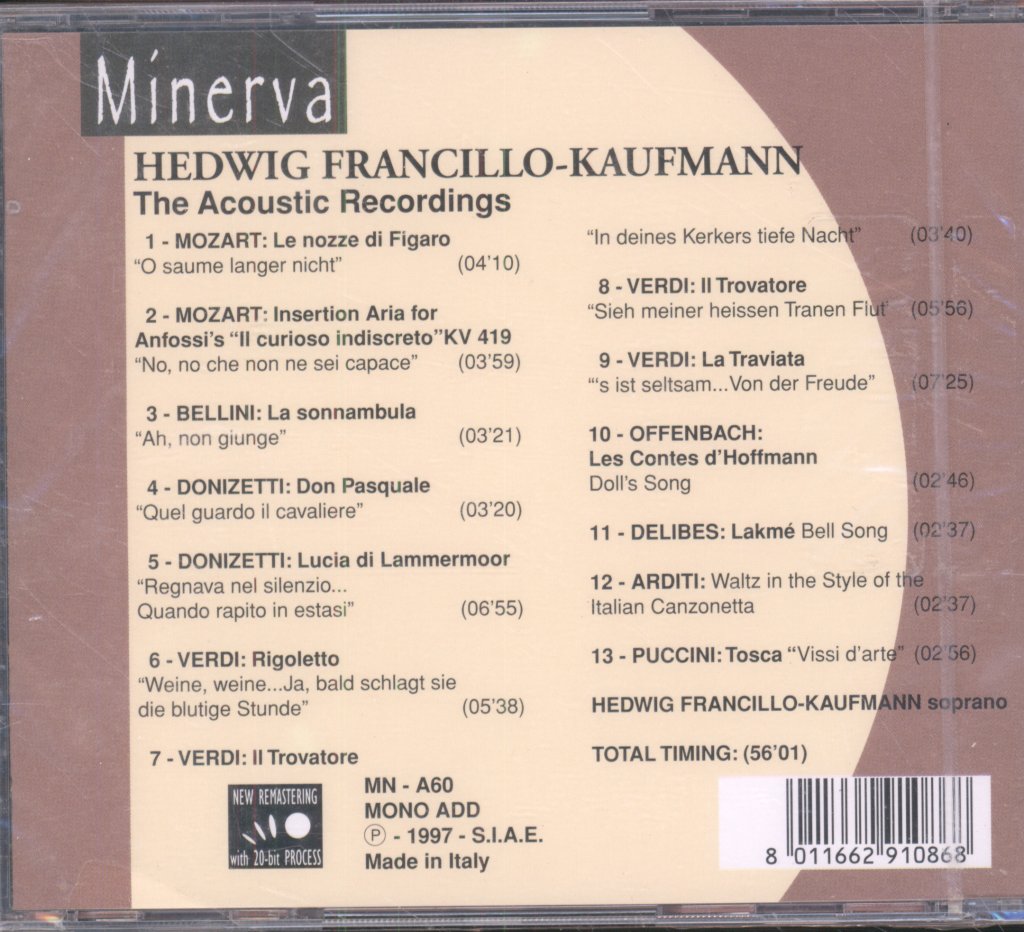 Minerva
HEDWIG FRANCILLO-KAUFMANN
The Acoustic Recordings
1 - MOZART: Le nozze di Figaro
“O saume langer nicht” (04’10)
2 - MOZART: Insertion Aria for
Anfossi’s “Il curioso indiscreto”KV 419
“No, no che non ne sei capace” (03’59)
3 - BELLINI: La sonnambula
“Ah, non giunge” (03’21)
4 - DONIZETTI: Don Pasquale
“Quel guardo il cavaliere” (03’20)
5 - DONIZETTI: Lucia di Lammermoor
“Regnava nel silenzio...
Quando rapito in estasi” (06’55)
6 - VERDI: Rigoletto
“Weine, weine...Ja, bald schlagt sie
die blutige Stunde” (05’38)
7 - VERDI: Il Trovatore
“In deines Kerkers tiefe Nacht” (03’40)
8 - VERDI: Il Trovatore
“Sieh meiner heissen Tranen Flut’ (05’56)
9 - VERDI: La Traviata
“‘s ist seltsam...Von der Freude” (07’25)
10 - OFFENBACH:
Les Contes d’Hoffmann
Doll’s Song (02’46)
11 - DELIBES: Lakmé Bell Song (02’37)
12 - ARDITI: Waltz in the Style of the
Italian Canzonetta (02’37)
13 - PUCCINI: Tosca “Vissi d’arte” (02’56)
HEDWIG FRANCILLO-KAUFMANN soprano
TOTAL TIMING: (56’01)
NEW REMASTERING
with 20-bit PROCESS
MN - A60
MONO ADD
Ⓟ - 1997 - S.I.A.E.
Made in Italy
8 011662 910868